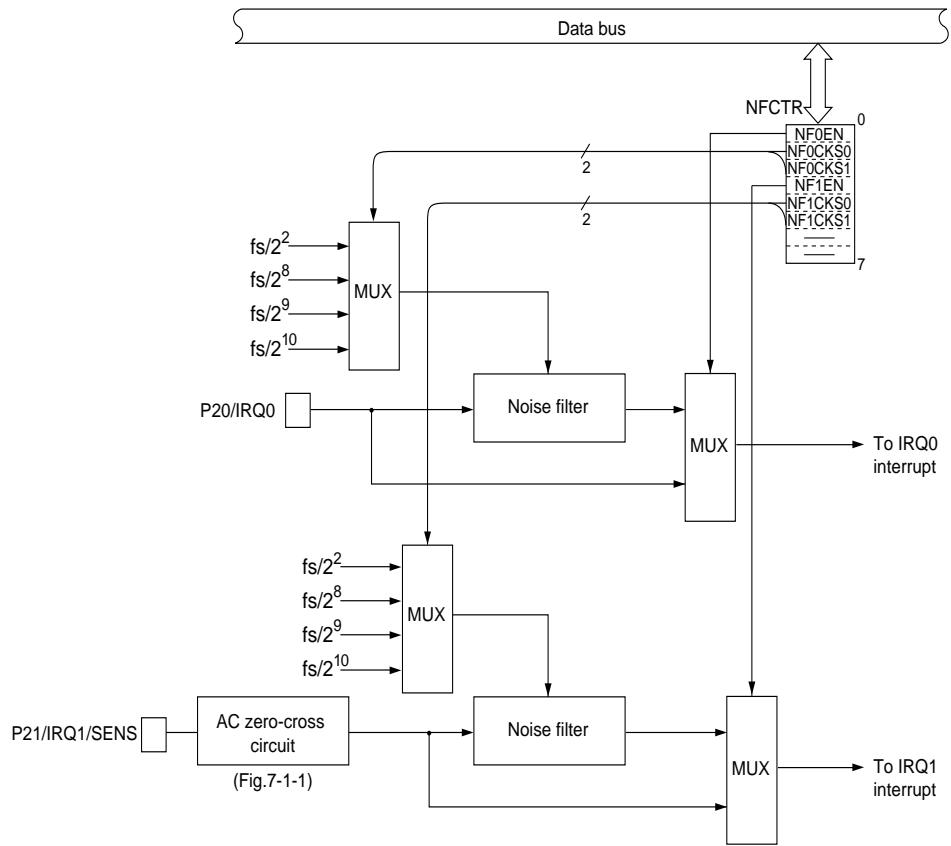 Data bus
NFCTR
0
NF0EN
NF0CKS0
NF0CKS1
NF1EN
NF1CKS0
NF1CKS1
7
2
2
fs/2^2
fs/2^8
fs/2^9
fs/2^10
MUX
P20/IRQ0
Noise filter
MUX
To IRQ0
interrupt
fs/2^2
fs/2^8
fs/2^9
fs/2^10
MUX
P21/IRQ1/SENS
AC zero-cross
circuit
(Fig.7-1-1)
Noise filter
MUX
To IRQ1
interrupt